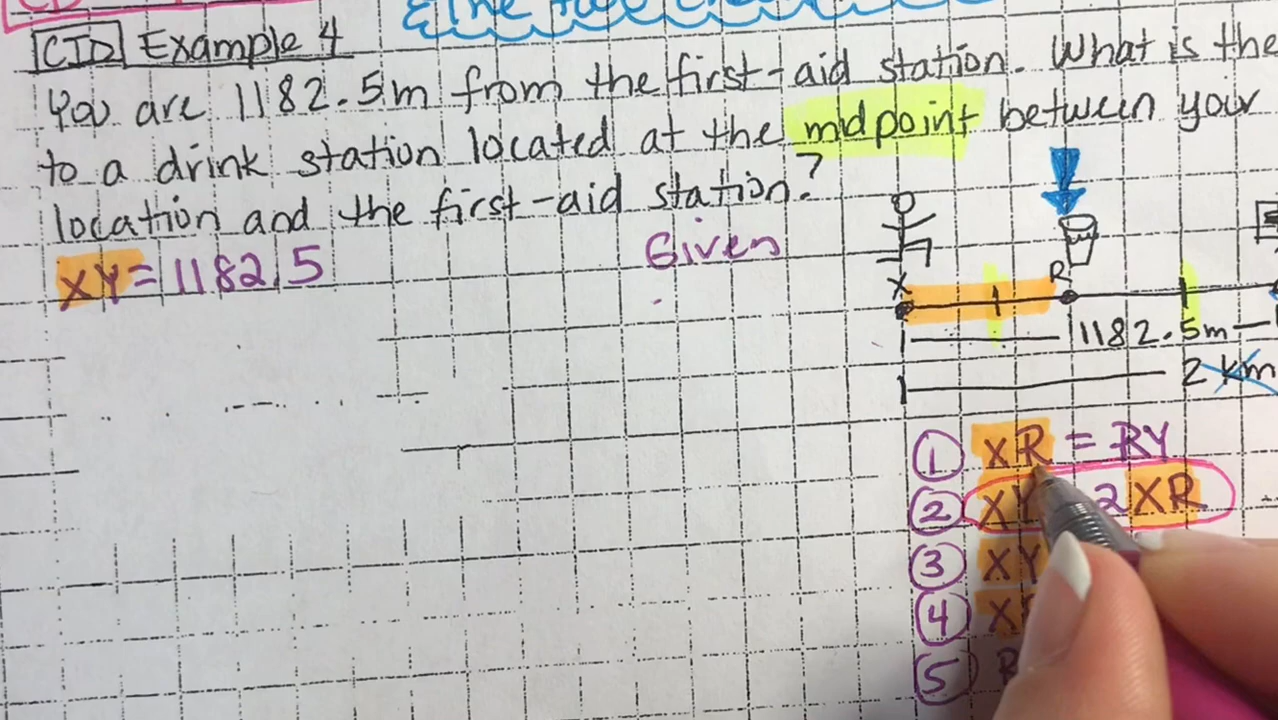 CID Example 4
You are 1182.5m from the first-aid station. What is the
to a drink station located at the midpoint between your
location and the first-aid station?
XY = 1182.5
Given
X
R
1182.5m
2 km
① XR = RY
② XY 2XR
③ XY
④ X
⑤ R